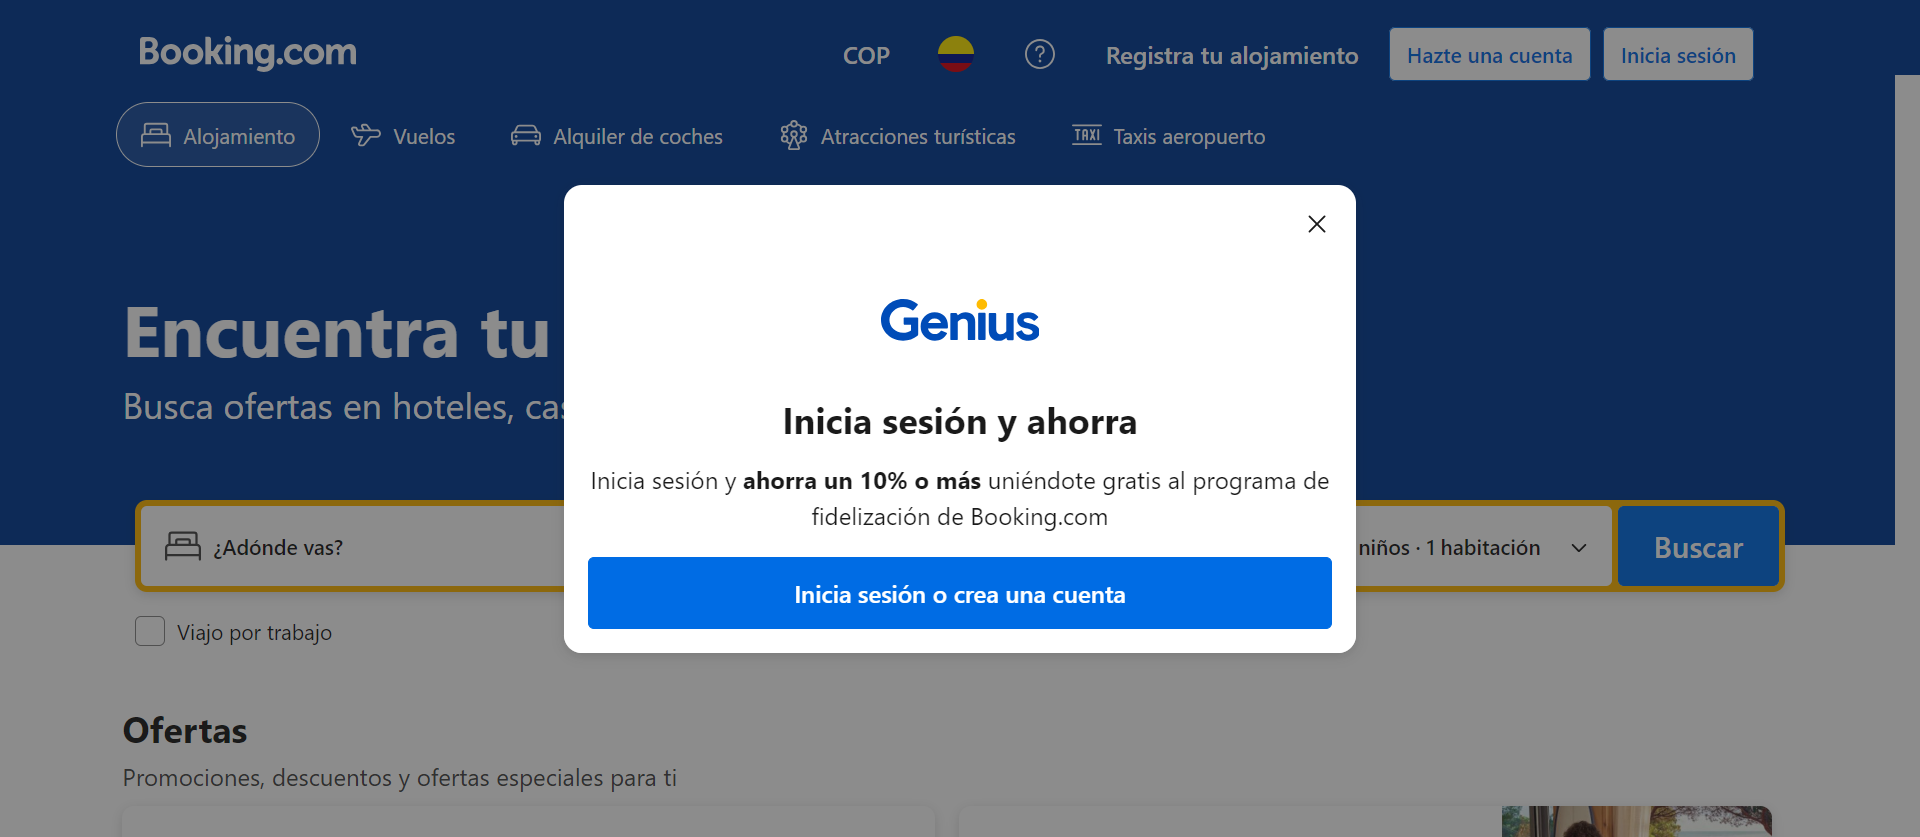 Booking.com
COP
Registra tu alojamiento
Hazte una cuenta
Inicia sesión
Alojamiento
Vuelos
Alquiler de coches
Atracciones turísticas
TAXI
Taxis aeropuerto
Genius
Inicia sesión y ahorra
Inicia sesión y ahorra un 10% o más uniéndote gratis al programa de
fidelización de Booking.com
Inicia sesión o crea una cuenta
Encuentra tu
Busca ofertas en hoteles,
¿Adónde vas?
niños · 1 habitación
Buscar
Viajo por trabajo
Ofertas
Promociones, descuentos y ofertas especiales para ti